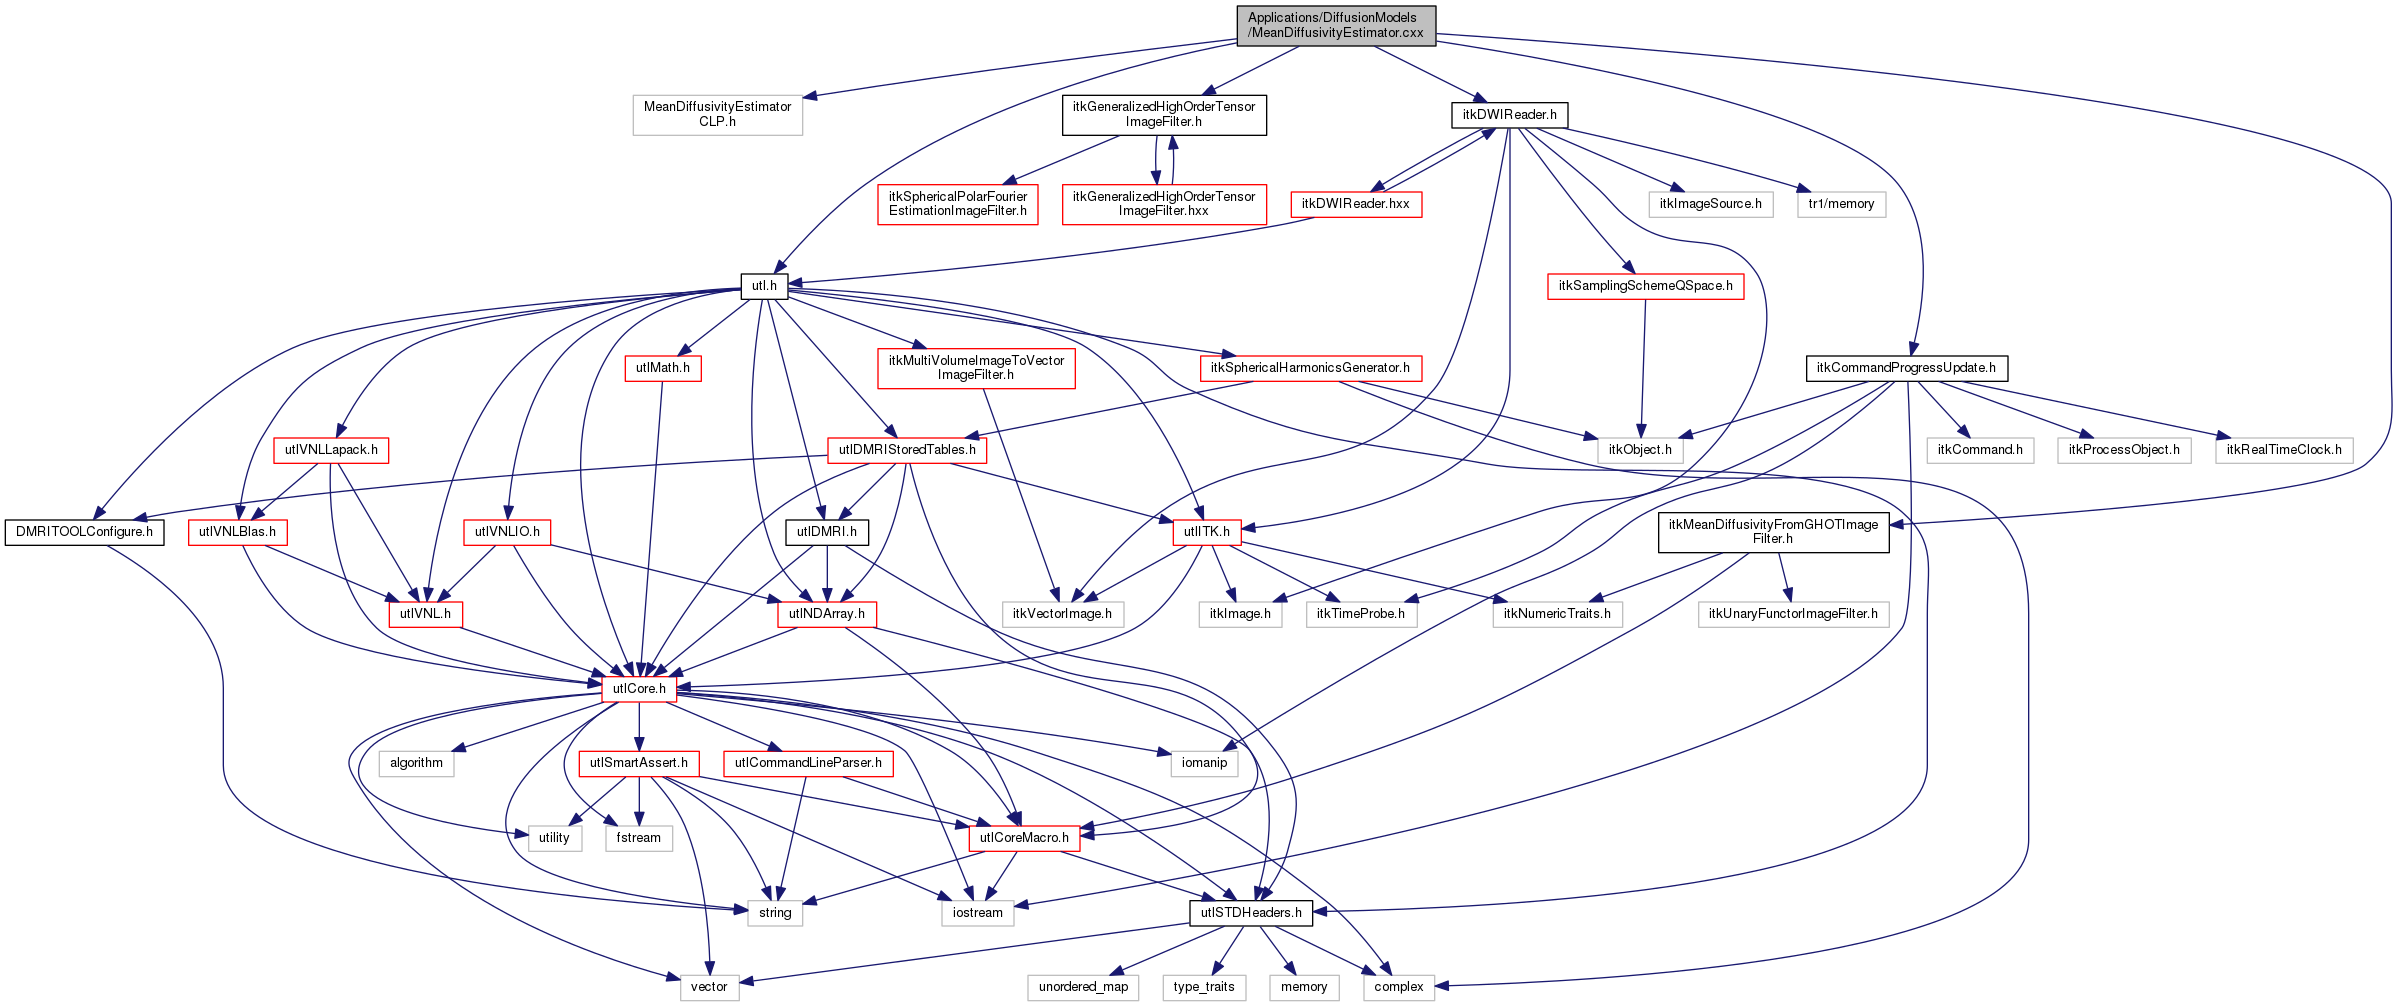 Applications/DiffusionModels
/MeanDiffusivityEstimator.cxx
MeanDiffusivityEstimator
CLP.h
itkGeneralizedHighOrderTensor
ImageFilter.h
itkDWIReader.h
itkSphericalPolarFourier
EstimationImageFilter.h
itkGeneralizedHighOrderTensor
ImageFilter.hxx
itkDWIReader.hxx
itkImageSource.h
tr1/memory
utl.h
itkSamplingSchemeQSpace.h
utlMath.h
itkMultiVolumeImageToVector
ImageFilter.h
itkSphericalHarmonicsGenerator.h
itkCommandProgressUpdate.h
utlVNLLapack.h
utlDMRIStoredTables.h
itkObject.h
itkCommand.h
itkProcessObject.h
itkRealTimeClock.h
DMRITOOLConfigure.h
utlVNLBlas.h
utlVNLIO.h
utlDMRI.h
utlITK.h
itkMeanDiffusivityFromGHOTImage
Filter.h
utlVNL.h
utlNDArray.h
itkVectorImage.h
itkImage.h
itkTimeProbe.h
itkNumericTraits.h
itkUnaryFunctorImageFilter.h
utlCore.h
algorithm
utlSmartAssert.h
utlCommandLineParser.h
iomanip
utility
fstream
utlCoreMacro.h
string
iostream
utlSTDHeaders.h
vector
unordered_map
type_traits
memory
complex